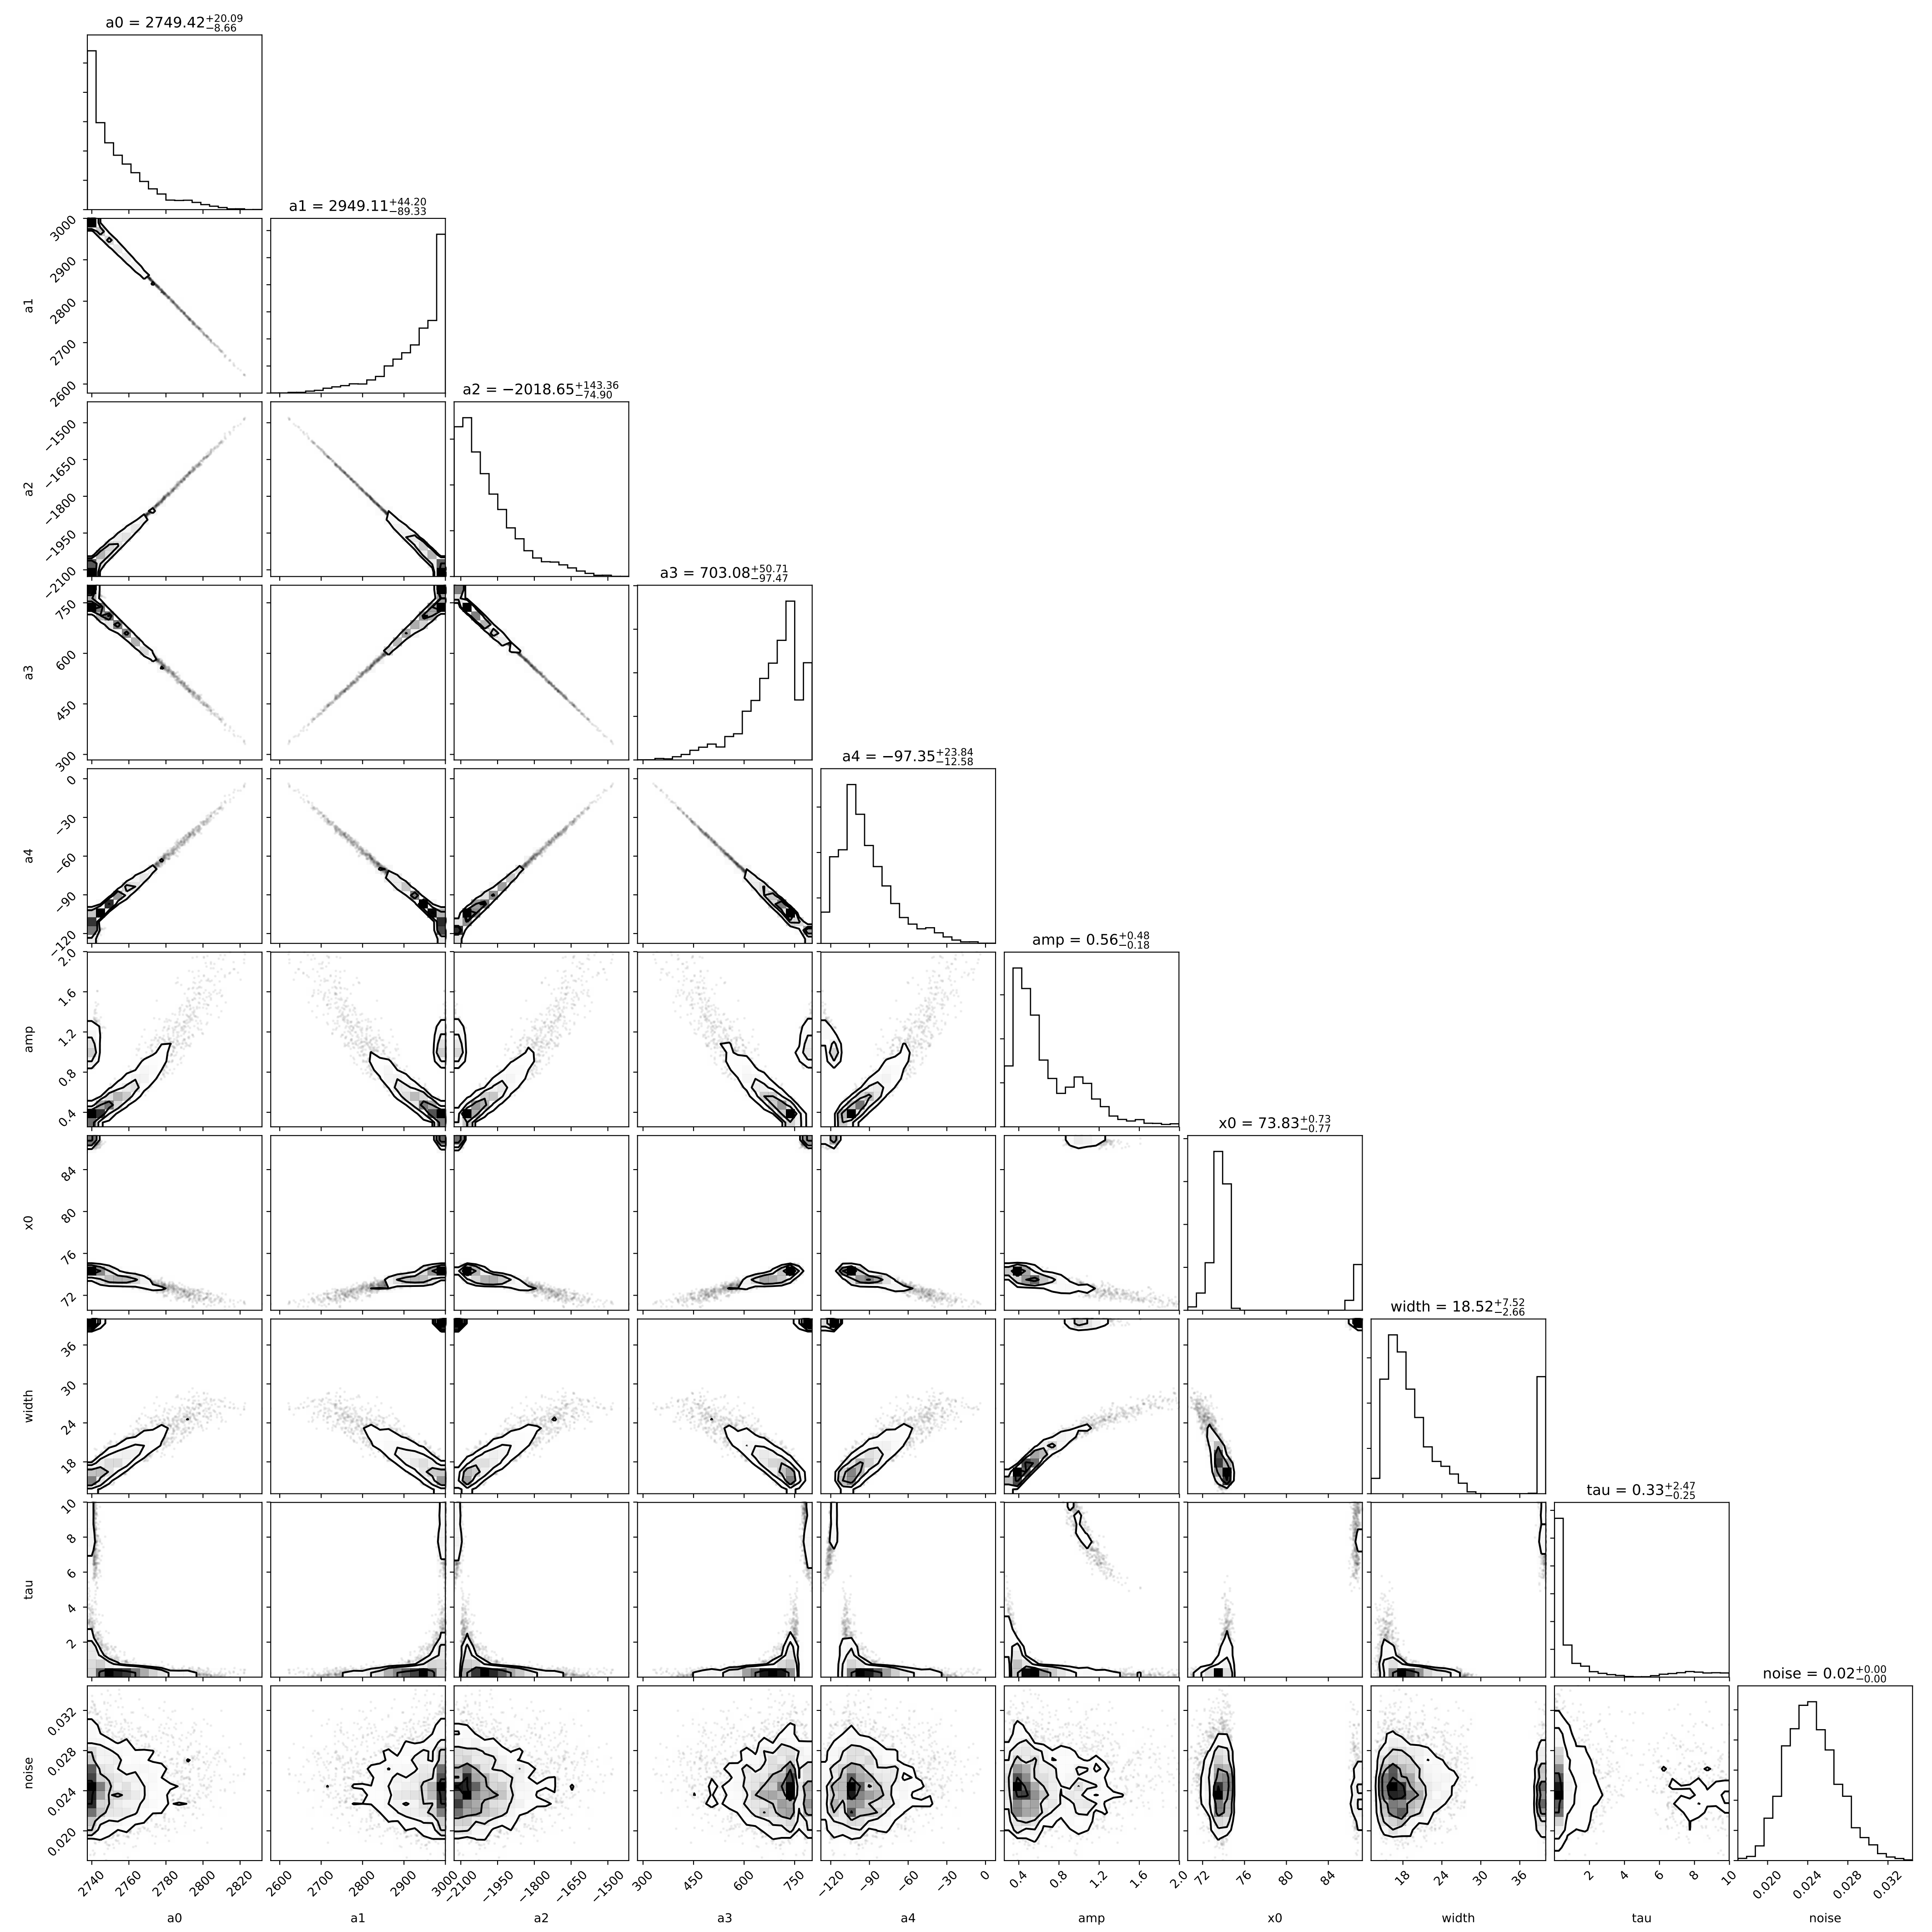 a0 = 2749.42+20.09−8.66
a1 = 2949.11+44.20−89.33
3000
2900
2800
2700
2600
a1
a2 = −2018.65+143.36−74.90
−1500
−1650
−1800
−1950
−2100
a2
a3 = 703.08+50.71−97.47
750
600
450
300
a3
a4 = −97.35+23.84−12.58
0
−30
−60
−90
−120
a4
amp = 0.56+0.48−0.18
2.0
1.6
1.2
0.8
0.4
amp
x0 = 73.83+0.73−0.77
84
80
76
72
x0
width = 18.52+7.52−2.66
36
30
24
18
width
tau = 0.33+2.47−0.25
10
8
6
4
2
tau
noise = 0.02+0.00−0.00
0.032
0.028
0.024
0.020
noise
2740 2760 2780 2800 2820
2600 2700 2800 2900 3000
−2100 −1950 −1800 −1650 −1500
300 450 600 750
−120 −90 −60 −30 0
0.4 0.8 1.2 1.6 2.0
72 76 80 84
18 24 30 36
2 4 6 8 10
0.020 0.024 0.028 0.032
a0 a1 a2 a3 a4 amp x0 width tau noise